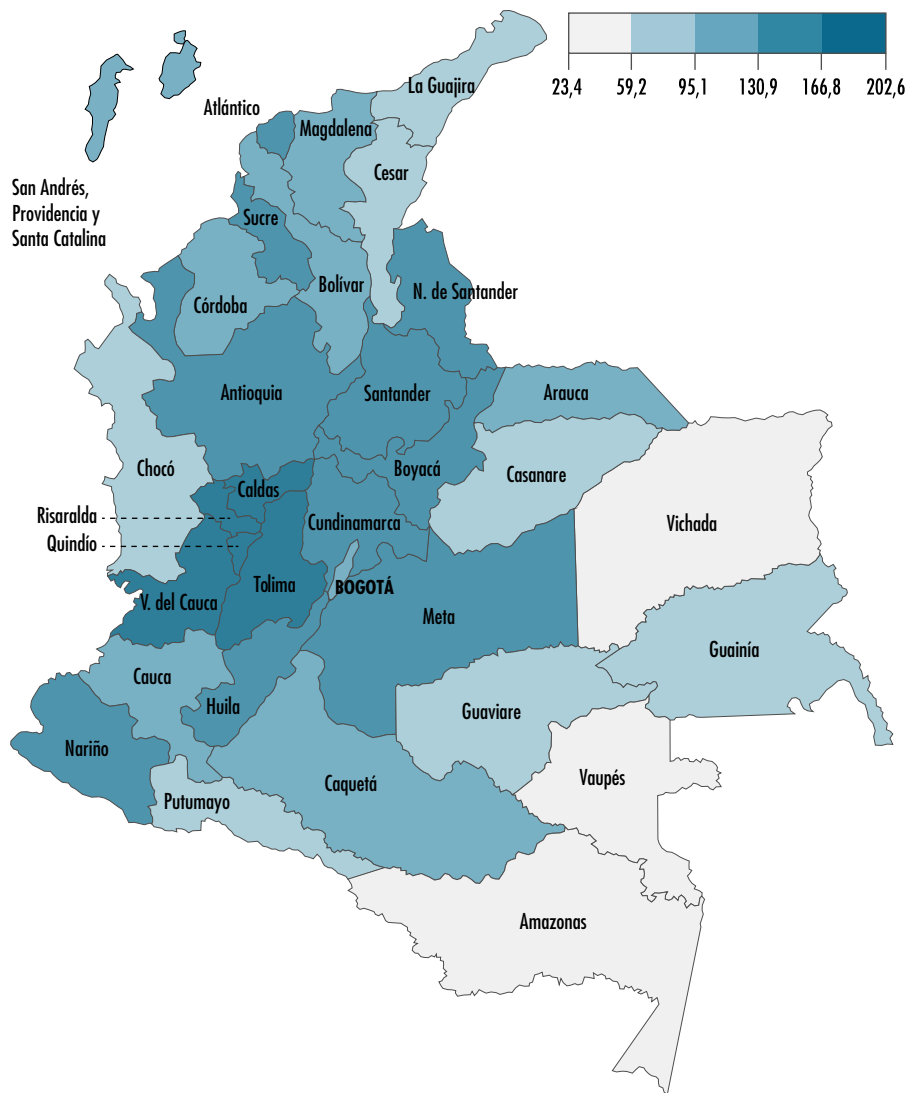 23,4 59,2 95,1 130,9 166,8 202,6
La Guajira
Atlántico
Magdalena
Cesar
San Andrés,
Providencia y
Santa Catalina
Sucre
Bolívar
N. de Santander
Córdoba
Antioquia
Santander
Arauca
Chocó
Boyacá
Casanare
Caldas
Risaralda
Cundinamarca
Vichada
Quindío
Tolima
BOGOTÁ
V. del Cauca
Meta
Guainía
Cauca
Huila
Guaviare
Nariño
Vaupés
Caquetá
Putumayo
Amazonas